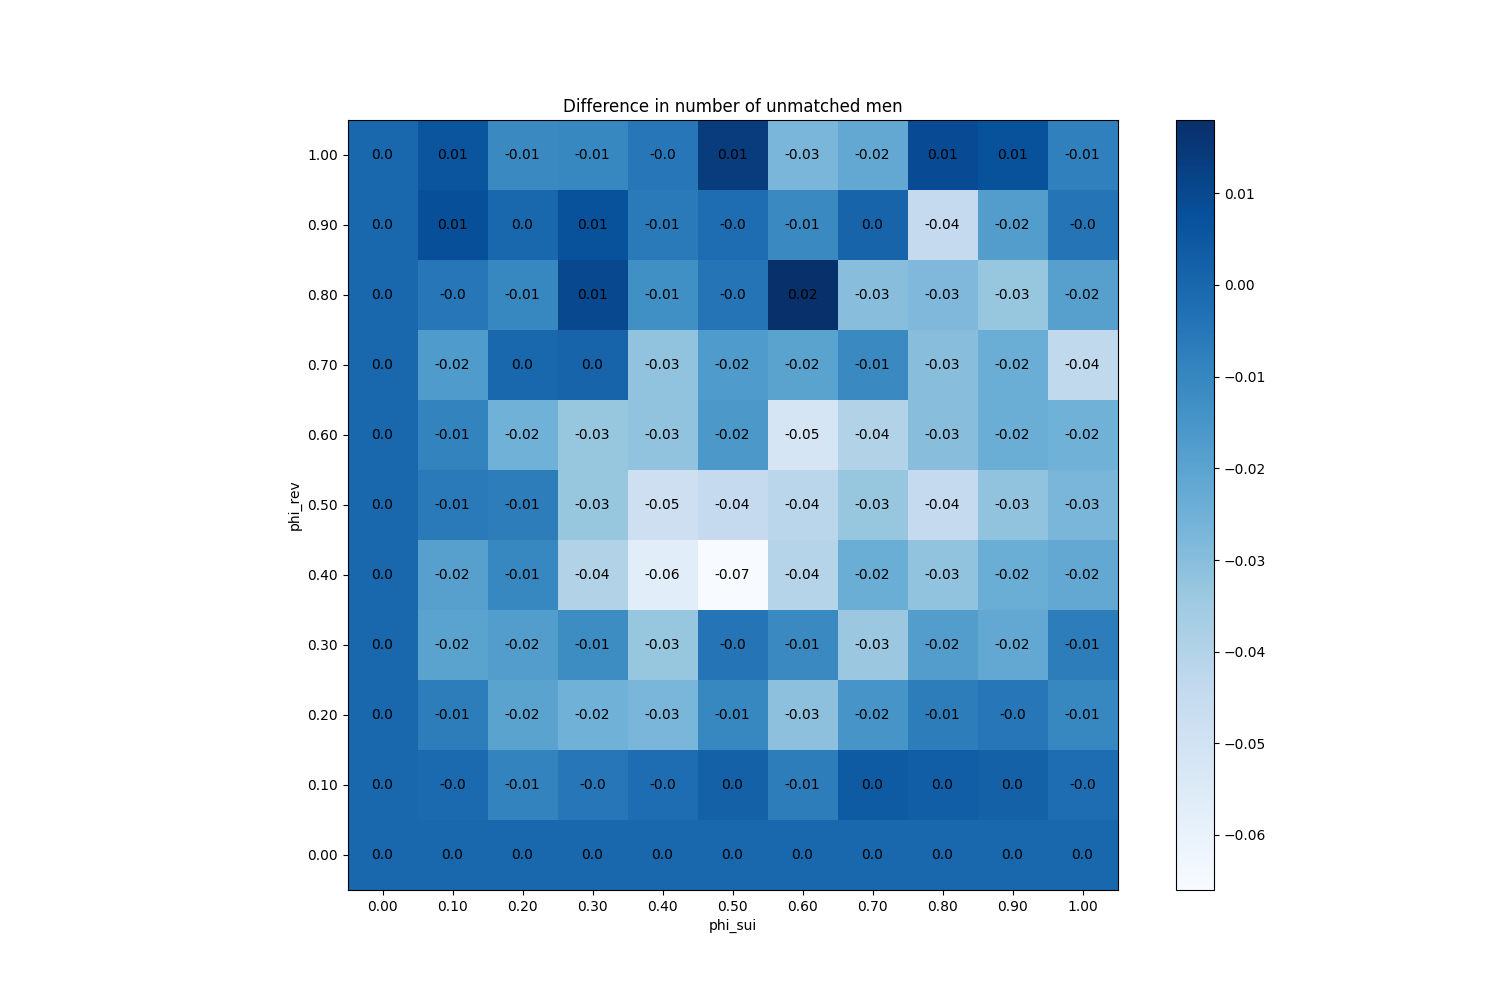 Difference in number of unmatched men
1.00 0.0 0.01 -0.01 -0.01 -0.0 0.01 -0.03 -0.02 0.01 0.01 -0.01
0.90 0.0 0.01 0.0 0.01 -0.01 -0.0 -0.01 0.0 -0.04 -0.02 -0.0
0.80 0.0 -0.0 -0.01 0.01 -0.01 -0.0 0.02 -0.03 -0.03 -0.03 -0.02
0.70 0.0 -0.02 0.0 0.0 -0.03 -0.02 -0.02 -0.01 -0.03 -0.02 -0.04
0.60 0.0 -0.01 -0.02 -0.03 -0.03 -0.02 -0.05 -0.04 -0.03 -0.02 -0.02
0.50 0.0 -0.01 -0.01 -0.03 -0.05 -0.04 -0.04 -0.03 -0.04 -0.03 -0.03
0.40 0.0 -0.02 -0.01 -0.04 -0.06 -0.07 -0.04 -0.02 -0.03 -0.02 -0.02
0.30 0.0 -0.02 -0.02 -0.01 -0.03 -0.0 -0.01 -0.03 -0.02 -0.02 -0.01
0.20 0.0 -0.01 -0.02 -0.02 -0.03 -0.01 -0.03 -0.02 -0.01 -0.0 -0.01
0.10 0.0 -0.0 -0.01 -0.0 -0.0 0.0 -0.01 0.0 0.0 0.0 -0.0
0.00 0.0 0.0 0.0 0.0 0.0 0.0 0.0 0.0 0.0 0.0 0.0
0.00 0.10 0.20 0.30 0.40 0.50 0.60 0.70 0.80 0.90 1.00
phi_sui
phi_rev
0.01
0.00
−0.01
−0.02
−0.03
−0.04
−0.05
−0.06